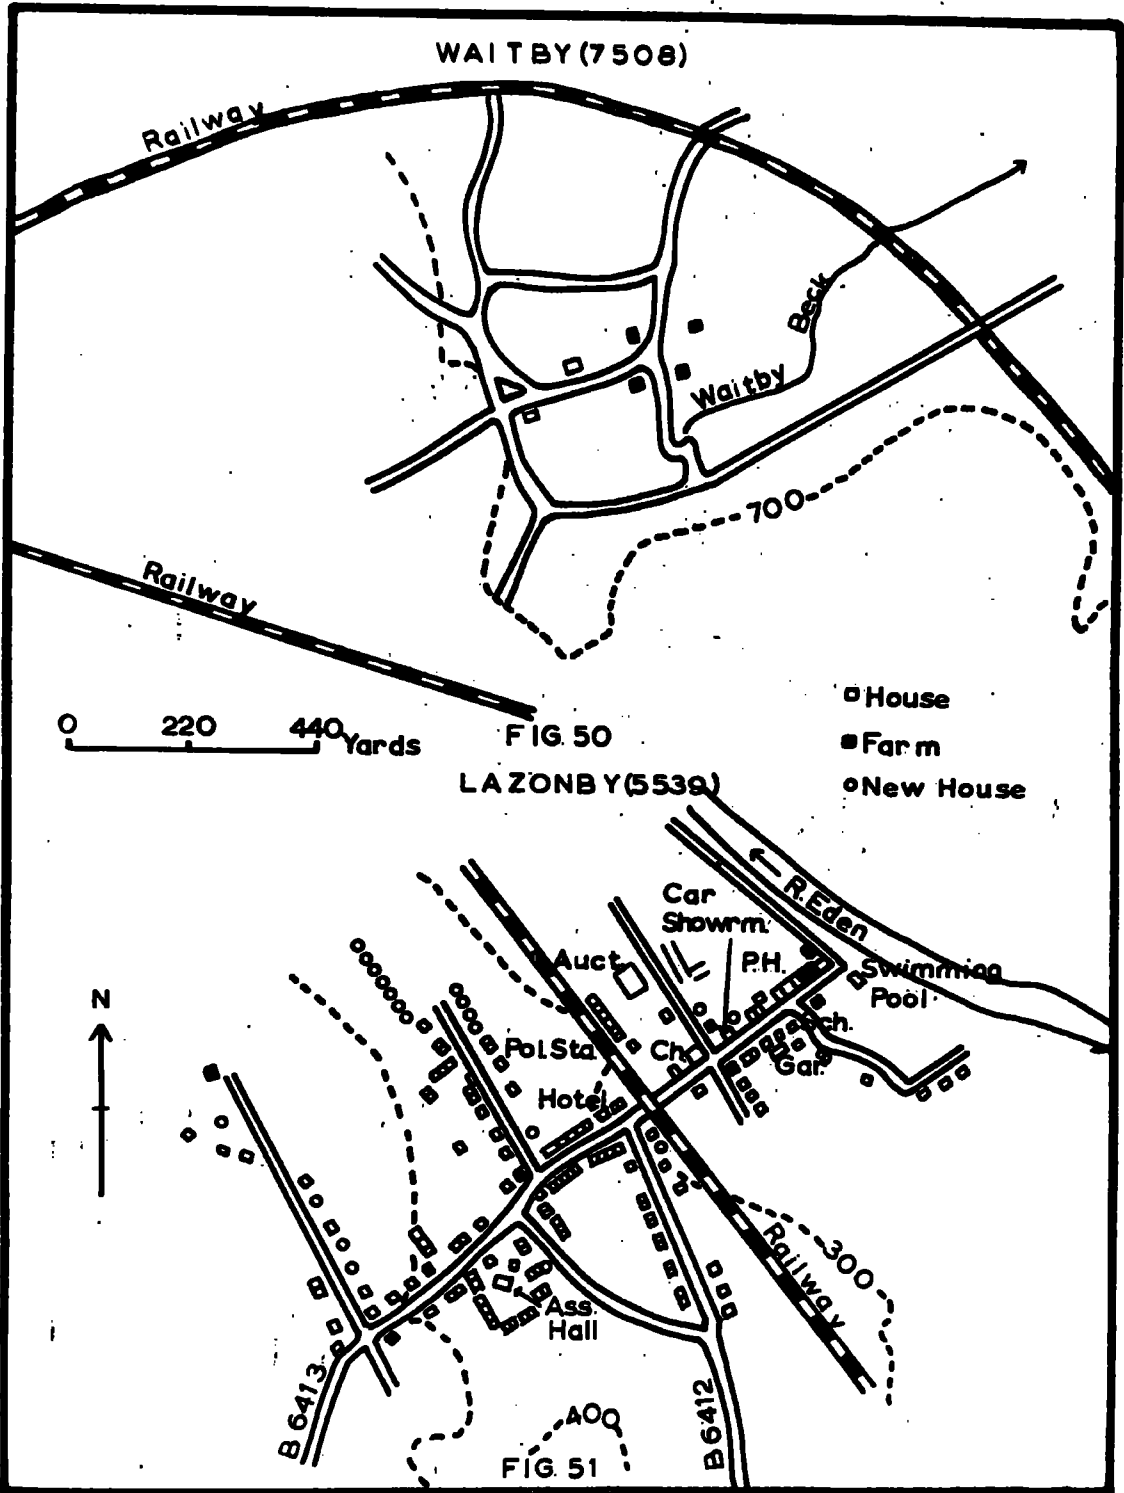 WAITBY (7508)
Railway
Beck
Waitby
700
Railway
House
Farm
New House
0 220 440 Yards
FIG. 50
LAZONBY (5539)
R. Eden
Car
Showrm.
Auct.
P.H.
Swimming
Pool
N
Sch.
Pol. Sta.
Ch.
Gar.
Hotel
300
Railway
Ass.
Hall
B 6413
B 6412
400
FIG. 51